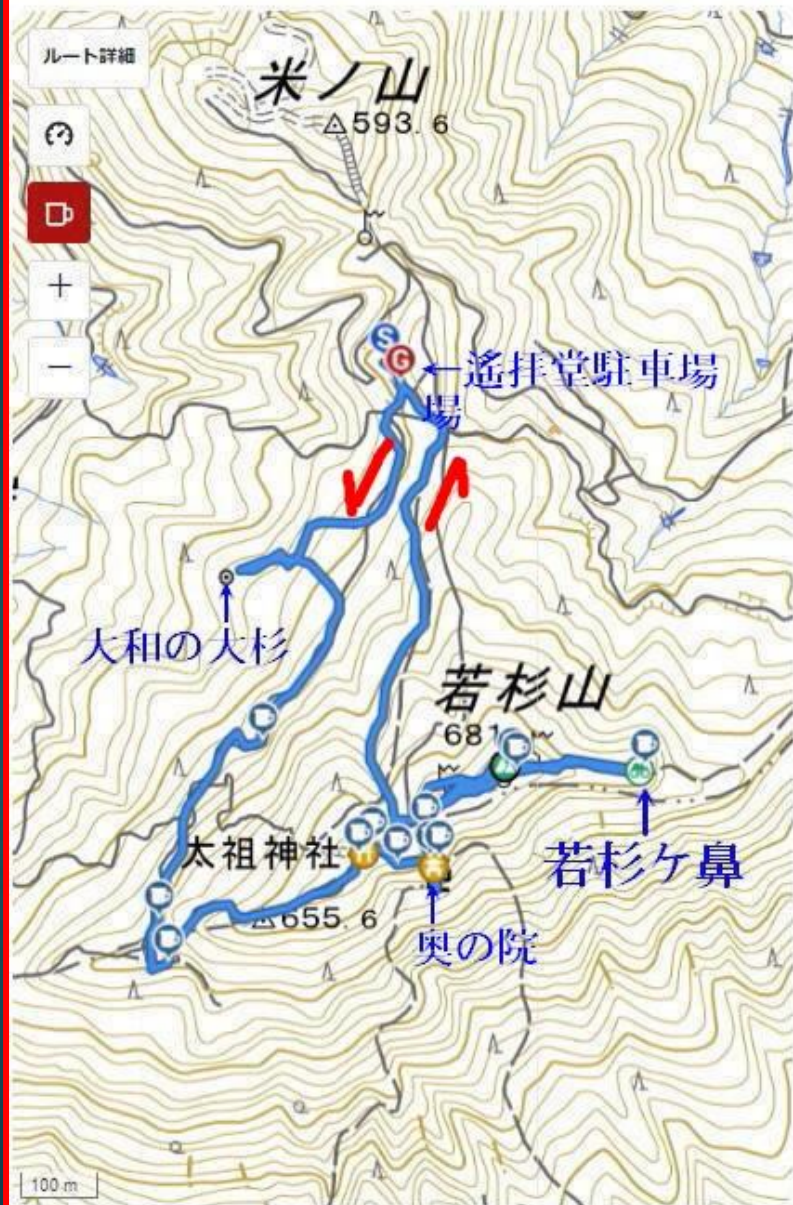 ルート詳細
米ノ山
593.6
+
−
S
G
←遙拝堂駐車場
場
大和の大杉
若杉山
681
太祖神社
若杉ケ鼻
655.6
奥の院
100 m